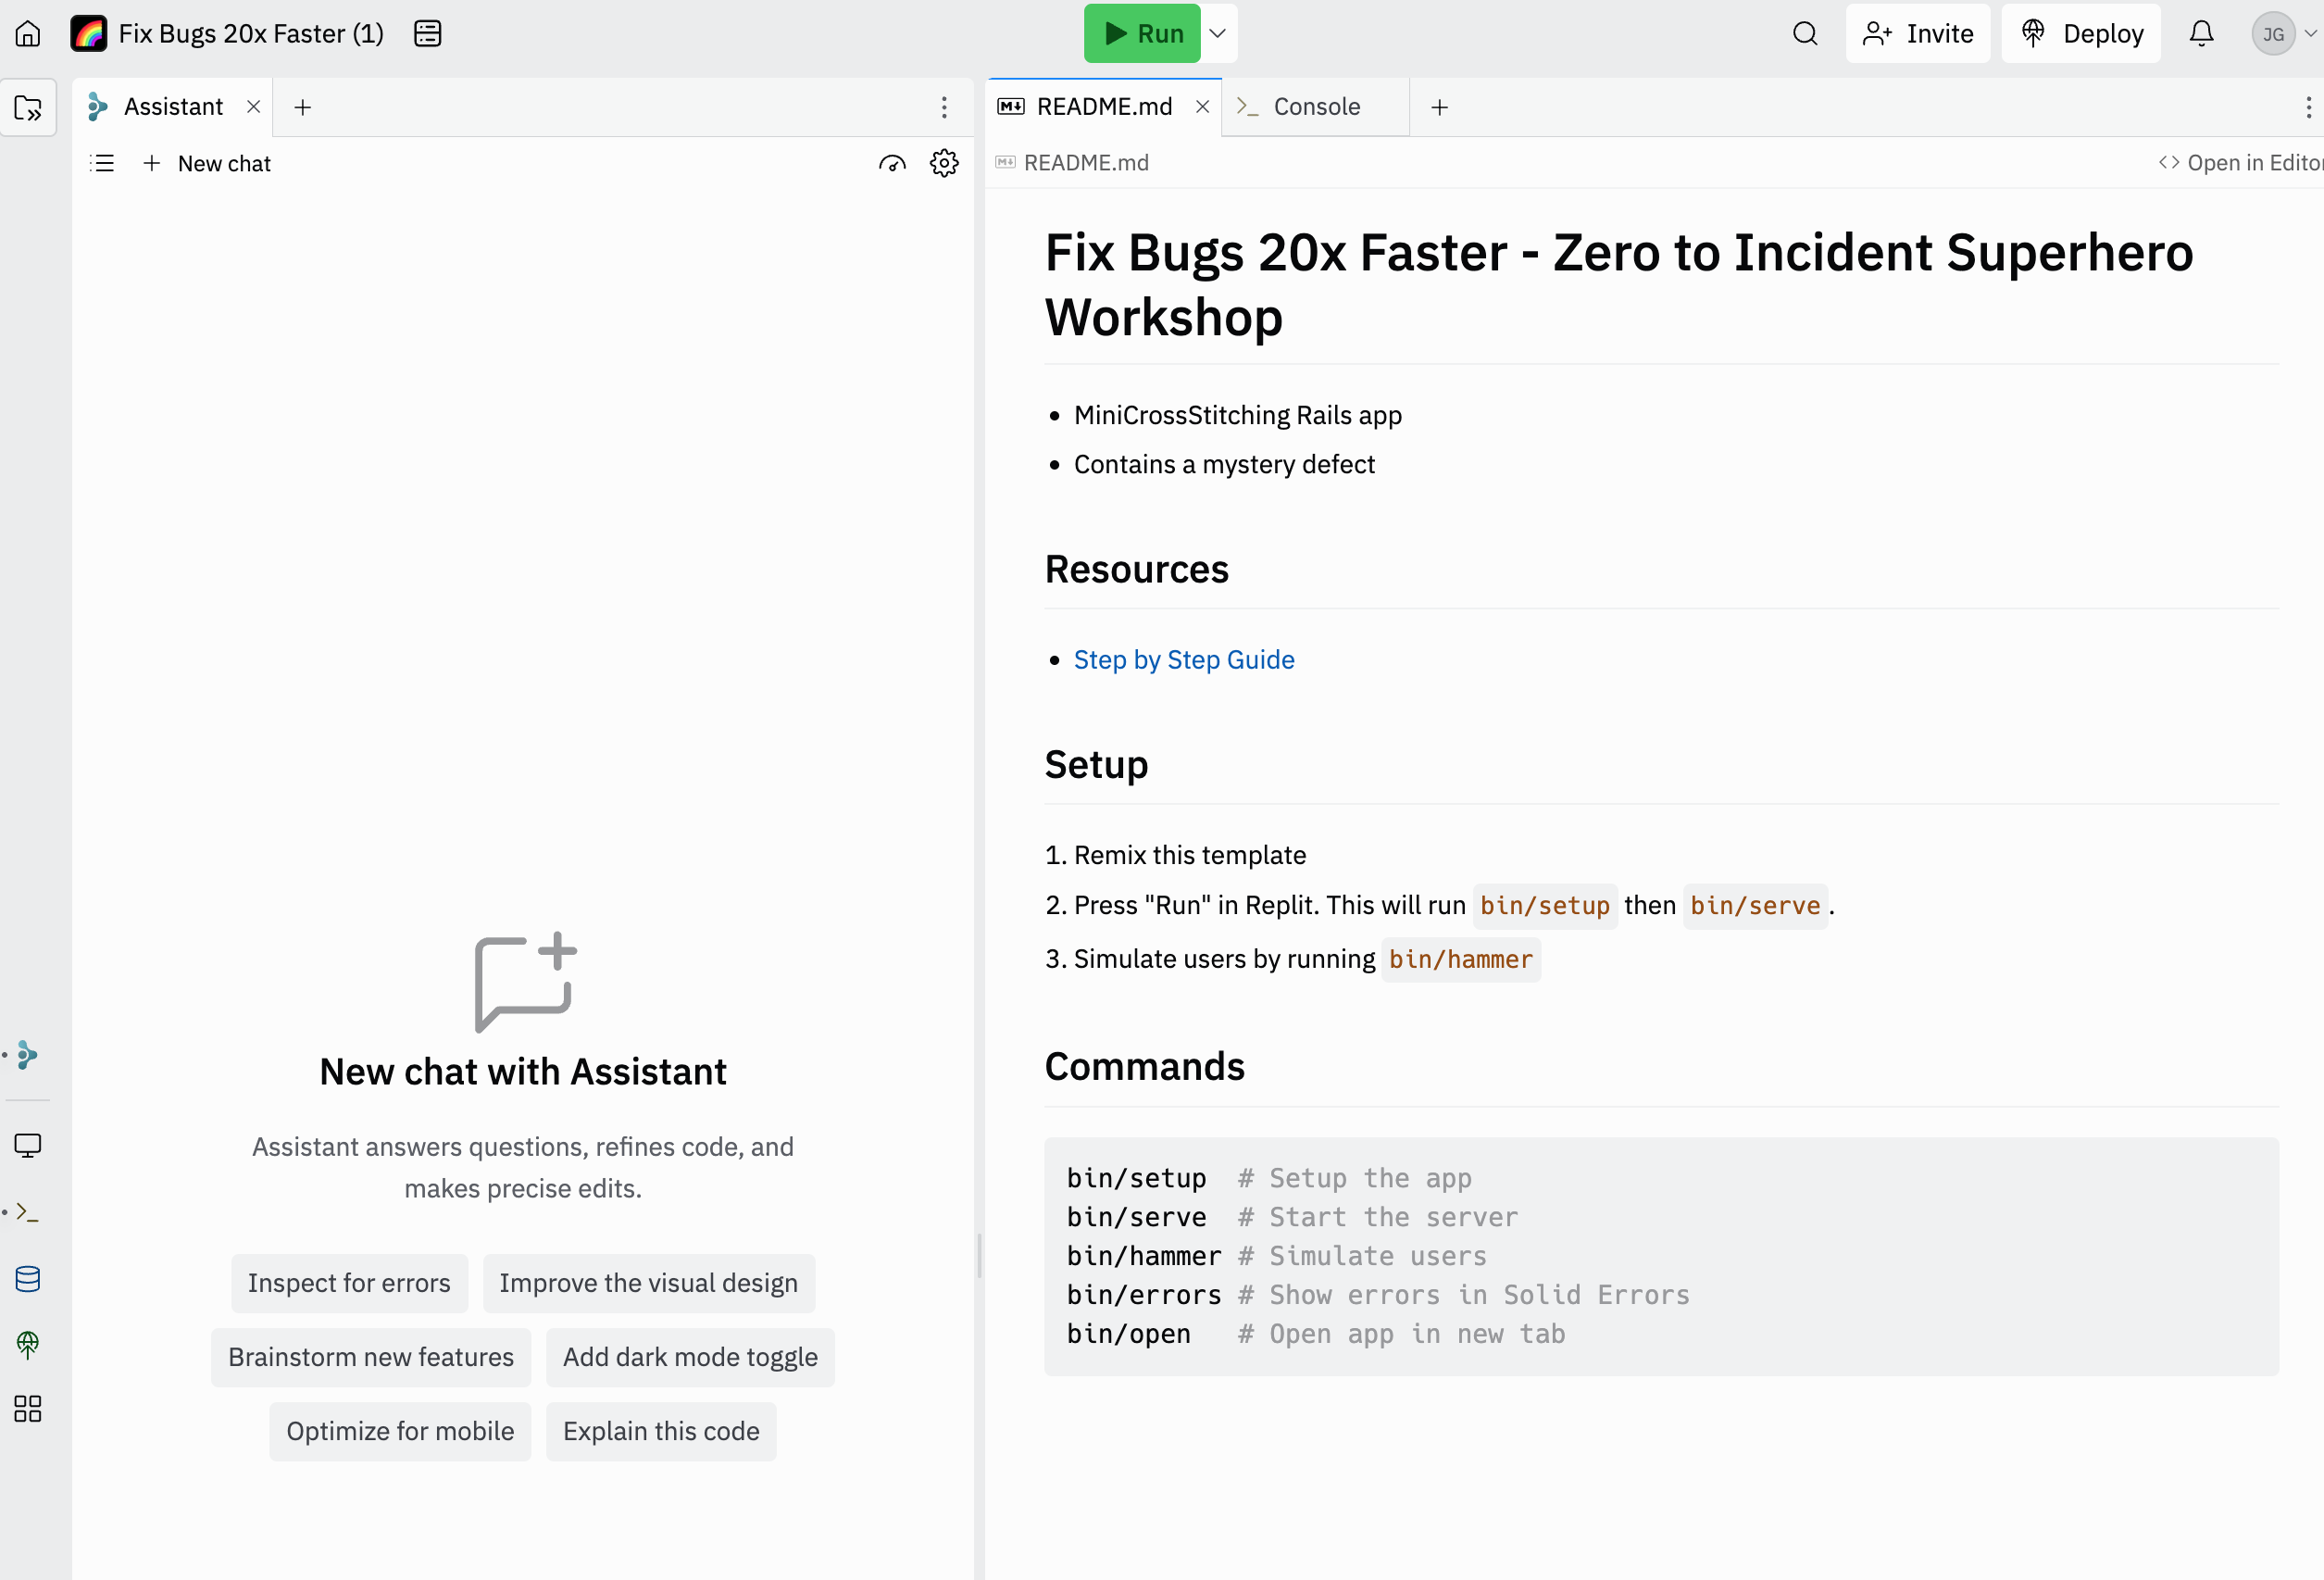 Fix Bugs 20x Faster (1)
Run
Invite
Deploy
JG
Assistant
New chat
New chat with Assistant
Assistant answers questions, refines code, and
makes precise edits.
Inspect for errors
Improve the visual design
Brainstorm new features
Add dark mode toggle
Optimize for mobile
Explain this code
README.md
Console
README.md
<> Open in Editor
Fix Bugs 20x Faster - Zero to Incident Superhero
Workshop
• MiniCrossStitching Rails app
• Contains a mystery defect
Resources
• Step by Step Guide
Setup
1. Remix this template
2. Press "Run" in Replit. This will run bin/setup then bin/serve.
3. Simulate users by running bin/hammer
Commands
bin/setup # Setup the app
bin/serve # Start the server
bin/hammer # Simulate users
bin/errors # Show errors in Solid Errors
bin/open # Open app in new tab